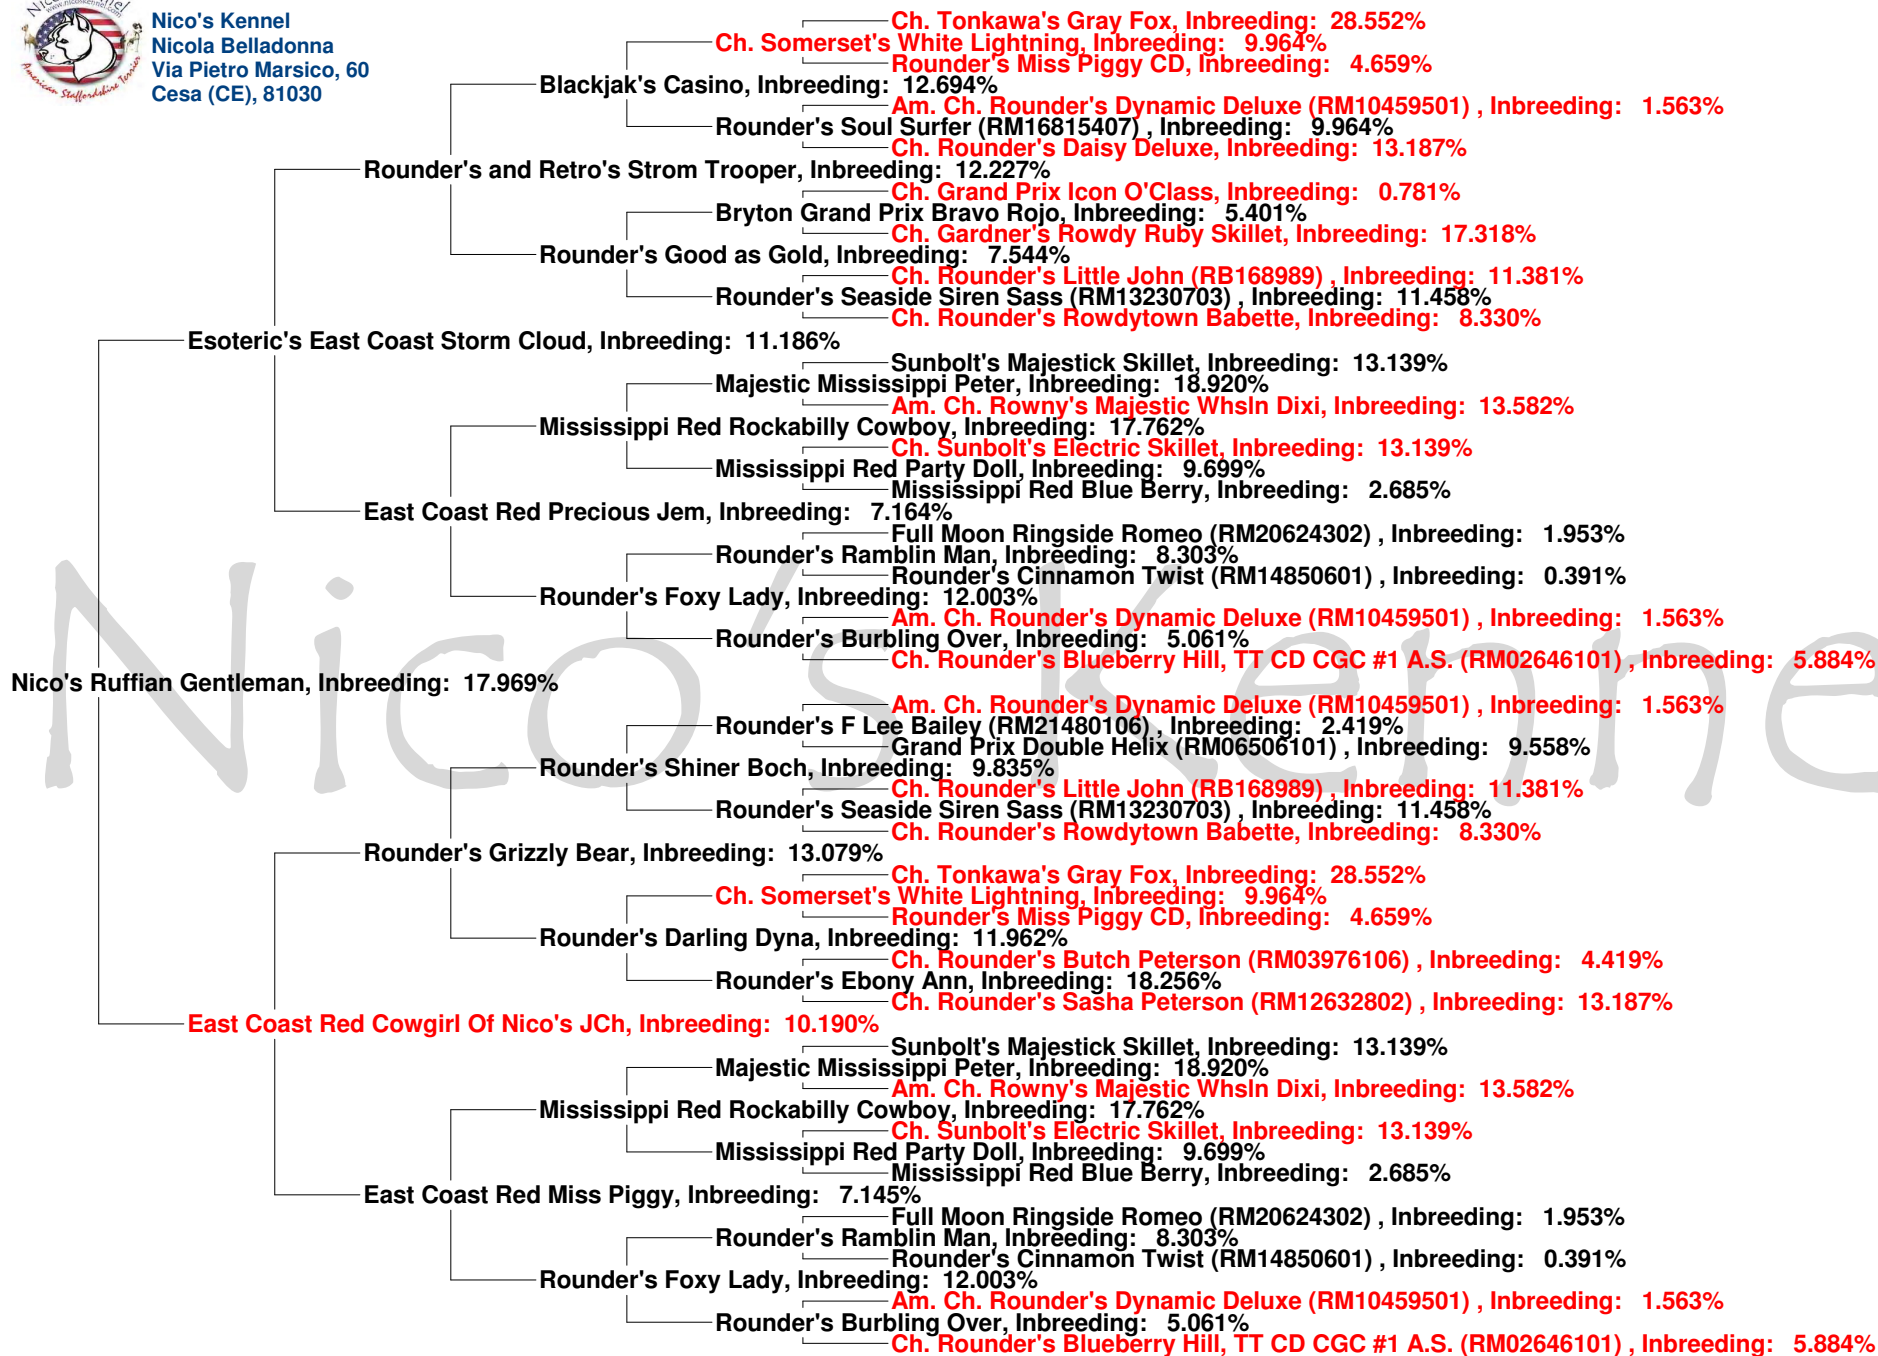 Nico's Kennel
www.nicoskennel.com
American Staffordshire Terrier
Nico's Kennel
Nicola Belladonna
Via Pietro Marsico, 60
Cesa (CE), 81030
Ch. Tonkawa's Gray Fox, Inbreeding: 28.552%
Ch. Somerset's White Lightning, Inbreeding: 9.964%
Rounder's Miss Piggy CD, Inbreeding: 4.659%
Blackjak's Casino, Inbreeding: 12.694%
Am. Ch. Rounder's Dynamic Deluxe (RM10459501) , Inbreeding: 1.563%
Rounder's Soul Surfer (RM16815407) , Inbreeding: 9.964%
Ch. Rounder's Daisy Deluxe, Inbreeding: 13.187%
Rounder's and Retro's Strom Trooper, Inbreeding: 12.227%
Ch. Grand Prix Icon O'Class, Inbreeding: 0.781%
Bryton Grand Prix Bravo Rojo, Inbreeding: 5.401%
Ch. Gardner's Rowdy Ruby Skillet, Inbreeding: 17.318%
Rounder's Good as Gold, Inbreeding: 7.544%
Ch. Rounder's Little John (RB168989) , Inbreeding: 11.381%
Rounder's Seaside Siren Sass (RM13230703) , Inbreeding: 11.458%
Ch. Rounder's Rowdytown Babette, Inbreeding: 8.330%
Esoteric's East Coast Storm Cloud, Inbreeding: 11.186%
Sunbolt's Majestick Skillet, Inbreeding: 13.139%
Majestic Mississippi Peter, Inbreeding: 18.920%
Am. Ch. Rowny's Majestic Whsln Dixi, Inbreeding: 13.582%
Mississippi Red Rockabilly Cowboy, Inbreeding: 17.762%
Ch. Sunbolt's Electric Skillet, Inbreeding: 13.139%
Mississippi Red Party Doll, Inbreeding: 9.699%
Mississippi Red Blue Berry, Inbreeding: 2.685%
East Coast Red Precious Jem, Inbreeding: 7.164%
Full Moon Ringside Romeo (RM20624302) , Inbreeding: 1.953%
Rounder's Ramblin Man, Inbreeding: 8.303%
Rounder's Cinnamon Twist (RM14850601) , Inbreeding: 0.391%
Rounder's Foxy Lady, Inbreeding: 12.003%
Am. Ch. Rounder's Dynamic Deluxe (RM10459501) , Inbreeding: 1.563%
Rounder's Burbling Over, Inbreeding: 5.061%
Ch. Rounder's Blueberry Hill, TT CD CGC #1 A.S. (RM02646101) , Inbreeding: 5.884%
Nico's Ruffian Gentleman, Inbreeding: 17.969%
Nico's Kenne
Am. Ch. Rounder's Dynamic Deluxe (RM10459501) , Inbreeding: 1.563%
Rounder's F Lee Bailey (RM21480106) , Inbreeding: 2.419%
Grand Prix Double Helix (RM06506101) , Inbreeding: 9.558%
Rounder's Shiner Boch, Inbreeding: 9.835%
Ch. Rounder's Little John (RB168989) , Inbreeding: 11.381%
Rounder's Seaside Siren Sass (RM13230703) , Inbreeding: 11.458%
Ch. Rounder's Rowdytown Babette, Inbreeding: 8.330%
Rounder's Grizzly Bear, Inbreeding: 13.079%
Ch. Tonkawa's Gray Fox, Inbreeding: 28.552%
Ch. Somerset's White Lightning, Inbreeding: 9.964%
Rounder's Miss Piggy CD, Inbreeding: 4.659%
Rounder's Darling Dyna, Inbreeding: 11.962%
Ch. Rounder's Butch Peterson (RM03976106) , Inbreeding: 4.419%
Rounder's Ebony Ann, Inbreeding: 18.256%
Ch. Rounder's Sasha Peterson (RM12632802) , Inbreeding: 13.187%
East Coast Red Cowgirl Of Nico's JCh, Inbreeding: 10.190%
Sunbolt's Majestick Skillet, Inbreeding: 13.139%
Majestic Mississippi Peter, Inbreeding: 18.920%
Am. Ch. Rowny's Majestic Whsln Dixi, Inbreeding: 13.582%
Mississippi Red Rockabilly Cowboy, Inbreeding: 17.762%
Ch. Sunbolt's Electric Skillet, Inbreeding: 13.139%
Mississippi Red Party Doll, Inbreeding: 9.699%
Mississippi Red Blue Berry, Inbreeding: 2.685%
East Coast Red Miss Piggy, Inbreeding: 7.145%
Full Moon Ringside Romeo (RM20624302) , Inbreeding: 1.953%
Rounder's Ramblin Man, Inbreeding: 8.303%
Rounder's Cinnamon Twist (RM14850601) , Inbreeding: 0.391%
Rounder's Foxy Lady, Inbreeding: 12.003%
Am. Ch. Rounder's Dynamic Deluxe (RM10459501) , Inbreeding: 1.563%
Rounder's Burbling Over, Inbreeding: 5.061%
Ch. Rounder's Blueberry Hill, TT CD CGC #1 A.S. (RM02646101) , Inbreeding: 5.884%